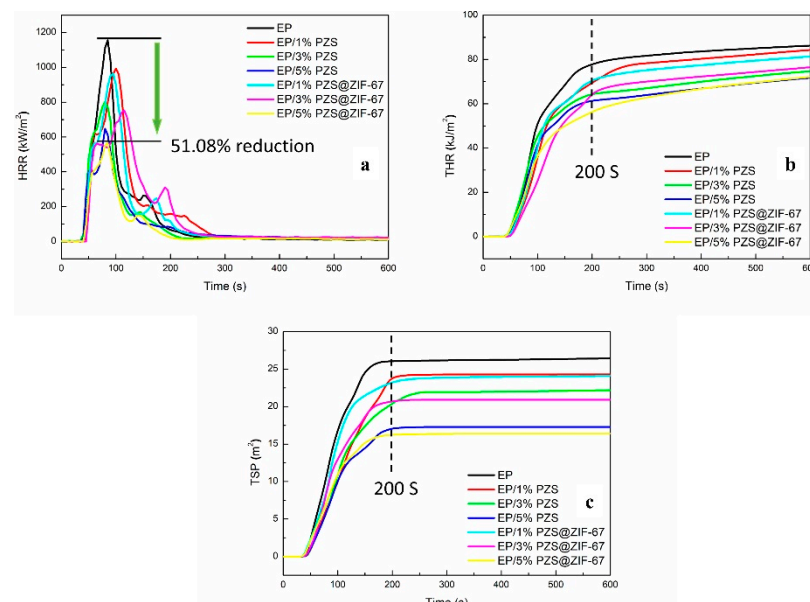 1200
1000
800
600
400
200
0
HRR (kW/m²)
EP
EP/1% PZS
EP/3% PZS
EP/5% PZS
EP/1% PZS@ZIF-67
EP/3% PZS@ZIF-67
EP/5% PZS@ZIF-67
51.08% reduction
a
0 100 200 300 400 500 600
Time (s)
100
80
60
40
20
0
THR (kJ/m²)
200 S
b
EP
EP/1% PZS
EP/3% PZS
EP/5% PZS
EP/1% PZS@ZIF-67
EP/3% PZS@ZIF-67
EP/5% PZS@ZIF-67
0 100 200 300 400 500 600
Time (s)
30
25
20
15
10
5
0
TSP (m²)
200 S
c
EP
EP/1% PZS
EP/3% PZS
EP/5% PZS
EP/1% PZS@ZIF-67
EP/3% PZS@ZIF-67
EP/5% PZS@ZIF-67
0 100 200 300 400 500 600
Time (s)